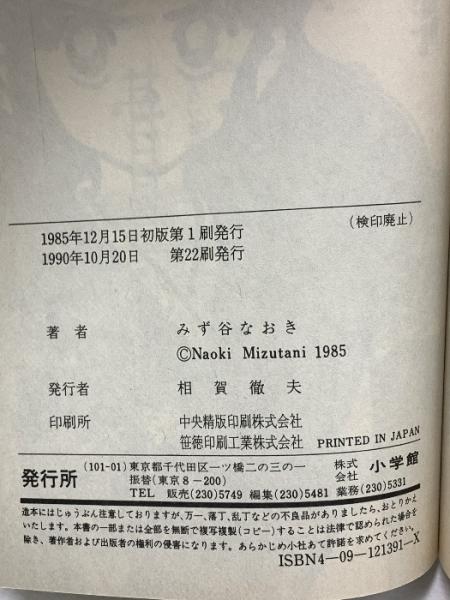 1985年12月15日初版第1刷発行 (検印廃止)
1990年10月20日 第22刷発行
著者 みず谷なおき
©Naoki Mizutani 1985
発行者 相賀徹夫
印刷所 中央精版印刷株式会社
笹徳印刷工業株式会社 PRINTED IN JAPAN
発行所 (101-01)東京都千代田区一ツ橋二の三の一 株式会社 小学館
振替(東京8-200)
TEL 販売(230)5749 編集(230)5481 業務(230)5331
造本にはじゅうぶん注意しておりますが、万一、落丁、乱丁などの不良品がありましたら、おとりかえ
いたします。本書の一部または全部を無断で複写複製(コピー)することは法律で認められた場合を
除き、著作者および出版者の権利の侵害になります。あらかじめ小社あて許諾を求めてください。
ISBN4-09-121391-X